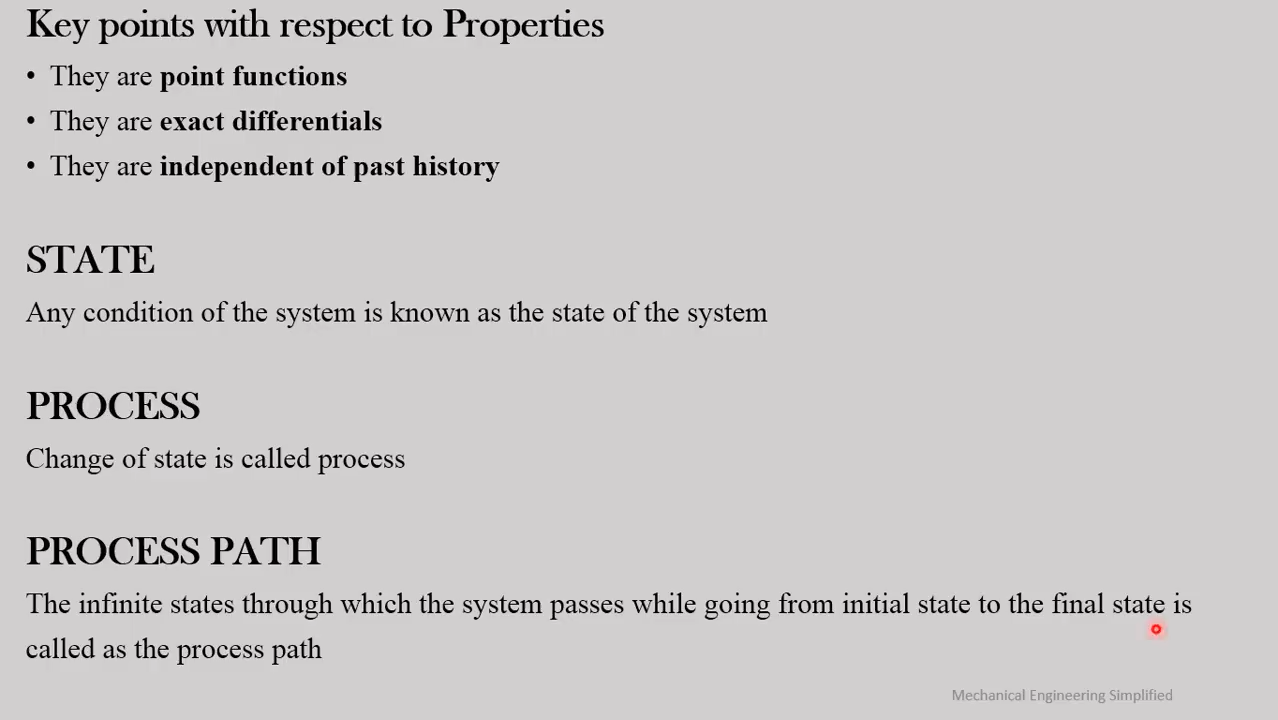 Key points with respect to Properties
• They are point functions
• They are exact differentials
• They are independent of past history
STATE
Any condition of the system is known as the state of the system
PROCESS
Change of state is called process
PROCESS PATH
The infinite states through which the system passes while going from initial state to the final state is
called as the process path
Mechanical Engineering Simplified